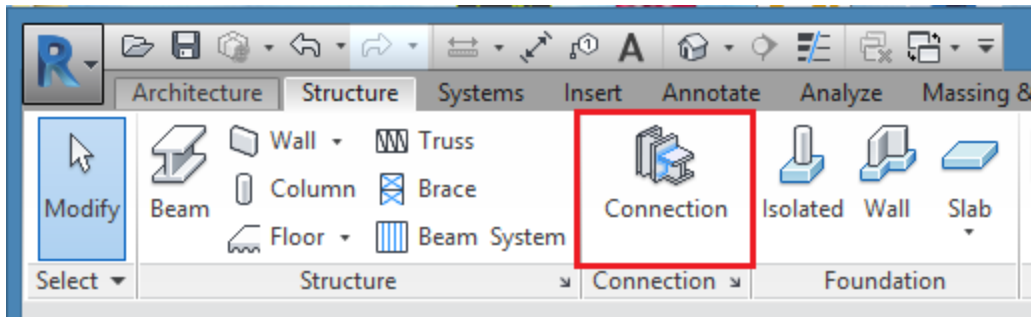 R
A
Architecture Structure Systems Insert Annotate Analyze Massing &
Modify Beam Wall Column Floor Truss Brace Beam System Connection Isolated Wall Slab
Select Structure Connection Foundation